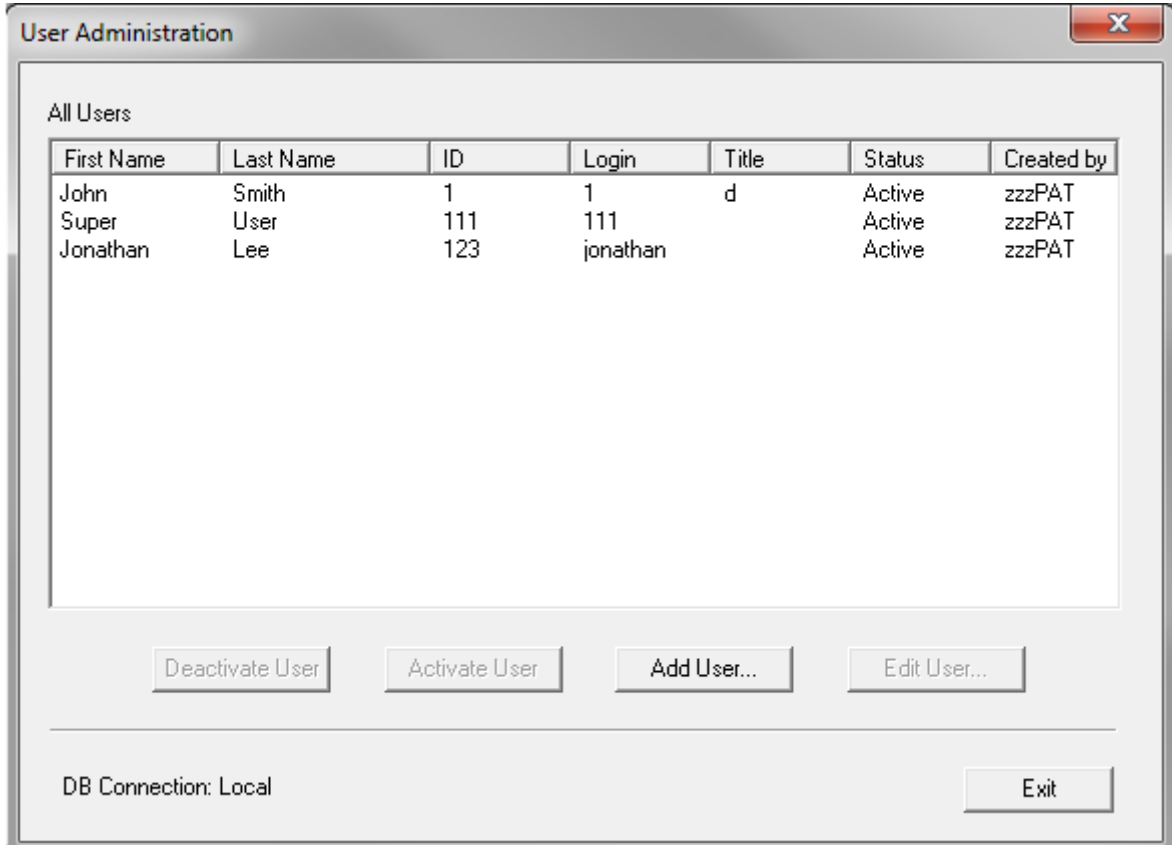 User Administration
All Users
First Name Last Name ID Login Title Status Created by
John Smith 1 1 d Active zzzPAT
Super User 111 111 Active zzzPAT
Jonathan Lee 123 jonathan Active zzzPAT
Deactivate User Activate User Add User... Edit User...
DB Connection: Local Exit